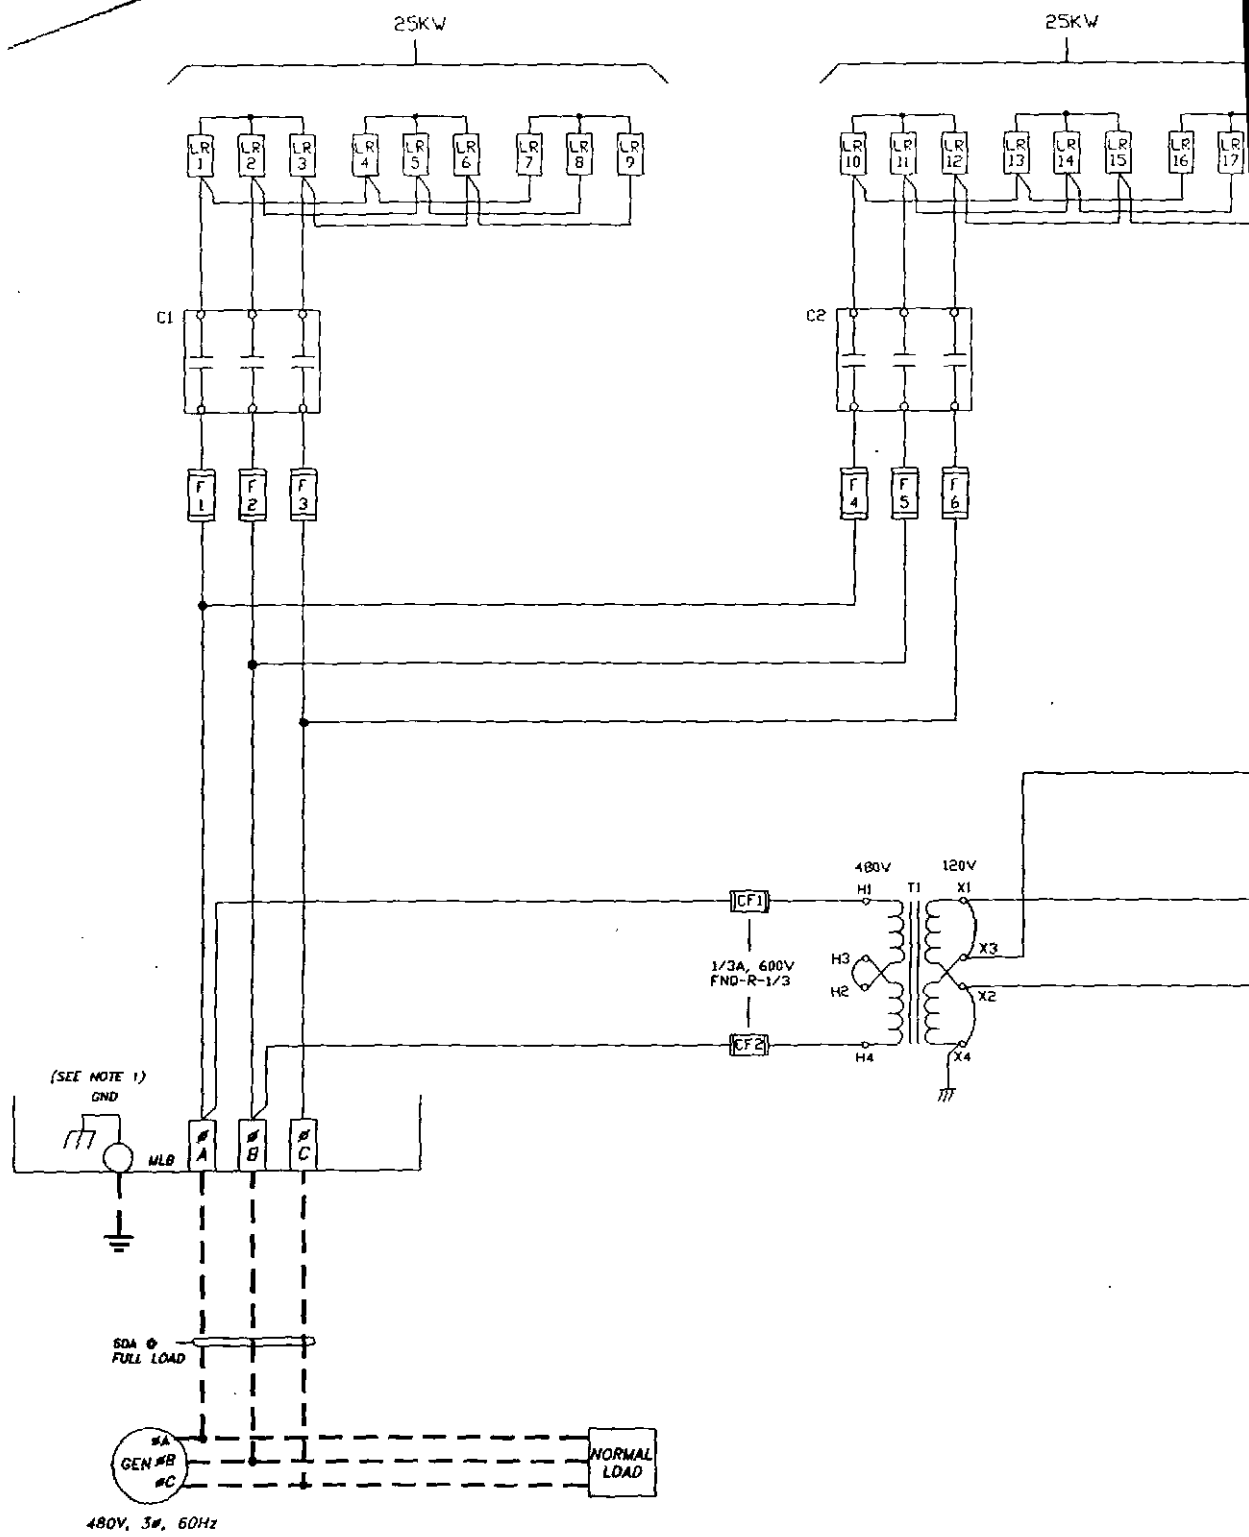 25KW
25KW
LR 1
LR 2
LR 3
LR 4
LR 5
LR 6
LR 7
LR 8
LR 9
LR 10
LR 11
LR 12
LR 13
LR 14
LR 15
LR 16
LR 17
C1
C2
F 1
F 2
F 3
F 4
F 5
F 6
480V
120V
H1
T1
X1
CF1
H3
X3
1/3A, 600V
FNQ-R-1/3
H2
X2
CF2
H4
X4
(SEE NOTE 1)
GND
MLB
ø A
ø B
ø C
60A @
FULL LOAD
GEN
øA
øB
øC
NORMAL
LOAD
480V, 3ø, 60Hz